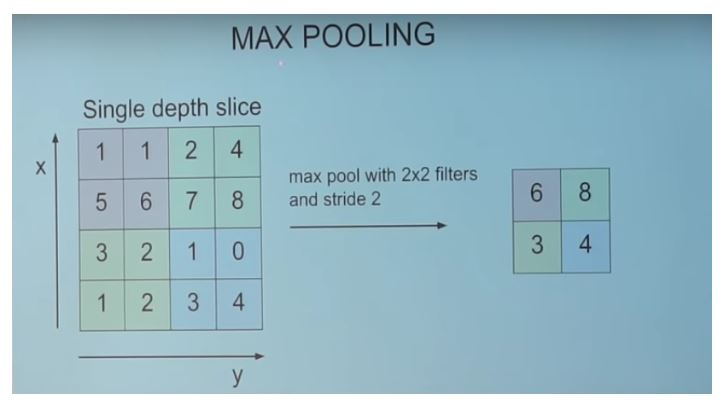 MAX POOLING
Single depth slice
x
1 1 2 4
5 6 7 8
3 2 1 0
1 2 3 4
y
max pool with 2x2 filters
and stride 2
6 8
3 4